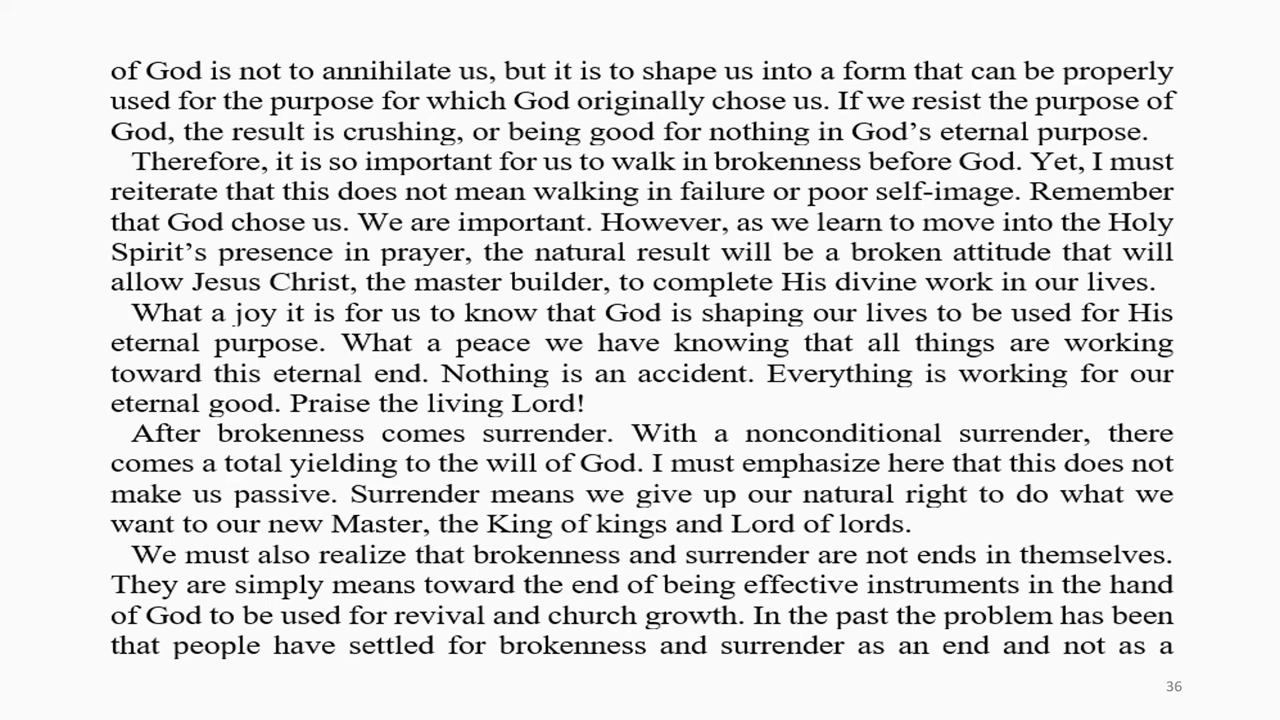 of God is not to annihilate us, but it is to shape us into a form that can be properly
used for the purpose for which God originally chose us. If we resist the purpose of
God, the result is crushing, or being good for nothing in God’s eternal purpose.
Therefore, it is so important for us to walk in brokenness before God. Yet, I must
reiterate that this does not mean walking in failure or poor self-image. Remember
that God chose us. We are important. However, as we learn to move into the Holy
Spirit’s presence in prayer, the natural result will be a broken attitude that will
allow Jesus Christ, the master builder, to complete His divine work in our lives.
What a joy it is for us to know that God is shaping our lives to be used for His
eternal purpose. What a peace we have knowing that all things are working
toward this eternal end. Nothing is an accident. Everything is working for our
eternal good. Praise the living Lord!
After brokenness comes surrender. With a nonconditional surrender, there
comes a total yielding to the will of God. I must emphasize here that this does not
make us passive. Surrender means we give up our natural right to do what we
want to our new Master, the King of kings and Lord of lords.
We must also realize that brokenness and surrender are not ends in themselves.
They are simply means toward the end of being effective instruments in the hand
of God to be used for revival and church growth. In the past the problem has been
that people have settled for brokenness and surrender as an end and not as a
36